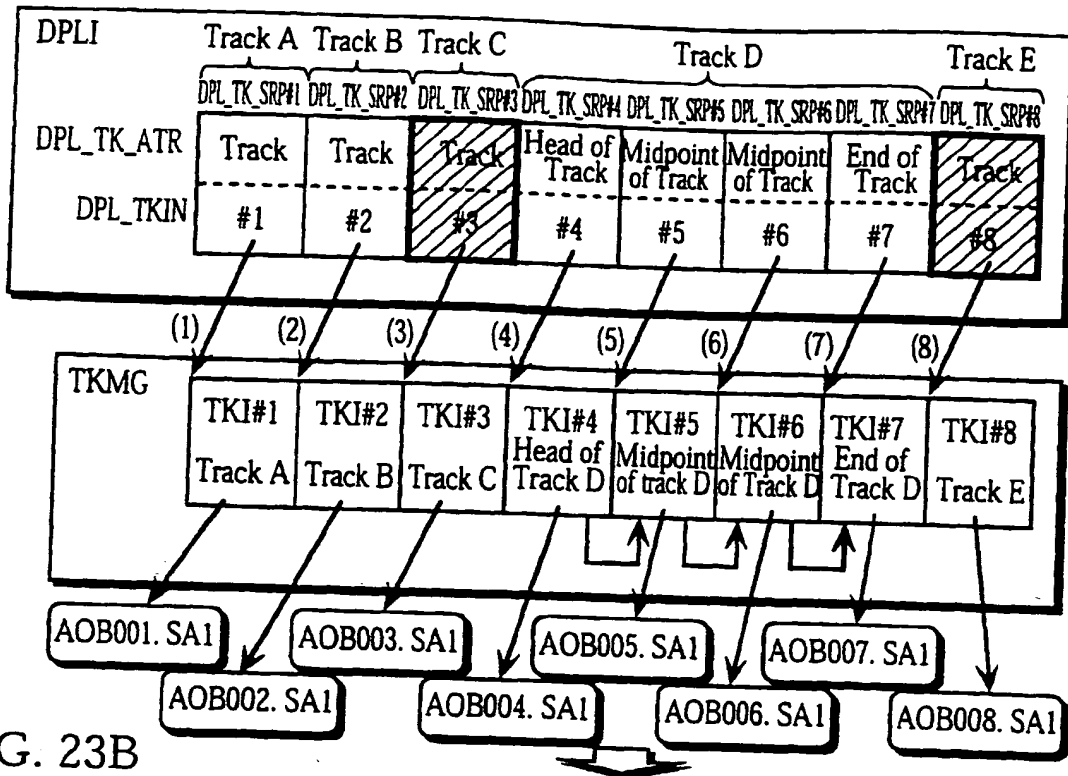 DPLI
Track A Track B Track C Track D Track E
DPL_TK_SRP#1 DPL_TK_SRP#2 DPL_TK_SRP#3 DPL_TK_SRP#4 DPL_TK_SRP#5 DPL_TK_SRP#6 DPL_TK_SRP#7 DPL_TK_SRP#8
DPL_TK_ATR
Track
Track
Track
Head of
Track
Midpoint
of Track
Midpoint
of Track
End of
Track
Track
DPL_TKIN
#1 #2 #3 #4 #5 #6 #7 #8
(1) (2) (3) (4) (5) (6) (7) (8)
TKMG
TKI#1
Track A
TKI#2
Track B
TKI#3
Track C
TKI#4
Head of
Track D
TKI#5
Midpoint
of track D
TKI#6
Midpoint
of Track D
TKI#7
End of
Track D
TKI#8
Track E
AOB001. SA1
AOB002. SA1
AOB003. SA1
AOB004. SA1
AOB005. SA1
AOB006. SA1
AOB007. SA1
AOB008. SA1
G. 23B